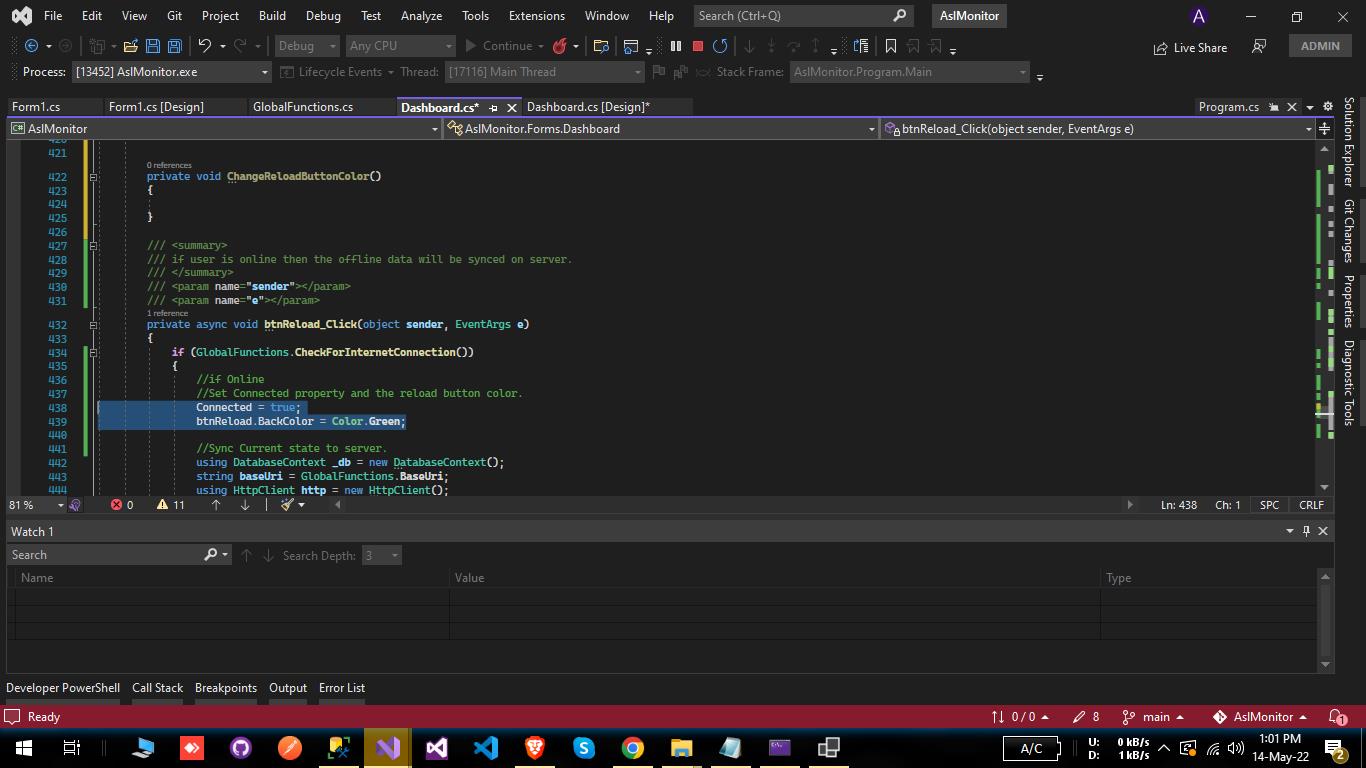 File Edit View Git Project Build Debug Test Analyze Tools Extensions Window Help Search (Ctrl+Q) AslMonitor A
Debug Any CPU Continue Live Share ADMIN
Process: [13452] AslMonitor.exe Lifecycle Events Thread: [17116] Main Thread Stack Frame: AslMonitor.Program.Main
Form1.cs Form1.cs [Design] GlobalFunctions.cs Dashboard.cs* Dashboard.cs [Design]* Program.cs
C# AslMonitor AslMonitor.Forms.Dashboard btnReload_Click(object sender, EventArgs e)
420
421
0 references
422 private void ChangeReloadButtonColor()
423 {
424
425 }
426
427 /// <summary>
428 /// if user is online then the offline data will be synced on server.
429 /// </summary>
430 /// <param name="sender"></param>
431 /// <param name="e"></param>
1 reference
432 private async void btnReload_Click(object sender, EventArgs e)
433 {
434 if (GlobalFunctions.CheckForInternetConnection())
435 {
436 //if Online
437 //Set Connected property and the reload button color.
438 Connected = true;
439 btnReload.BackColor = Color.Green;
440
441 //Sync Current state to server.
442 using DatabaseContext _db = new DatabaseContext();
443 string baseUri = GlobalFunctions.BaseUri;
444 using HttpClient http = new HttpClient();
81 % 0 11 Ln: 438 Ch: 1 SPC CRLF
Solution Explorer
Git Changes
Properties
Diagnostic Tools
Watch 1
Search Search Depth: 3
Name Value Type
Developer PowerShell Call Stack Breakpoints Output Error List
Ready 0 / 0 8 main AslMonitor 1
A/C U: 0 kB/s 1:01 PM
D: 1 kB/s 14-May-22 2